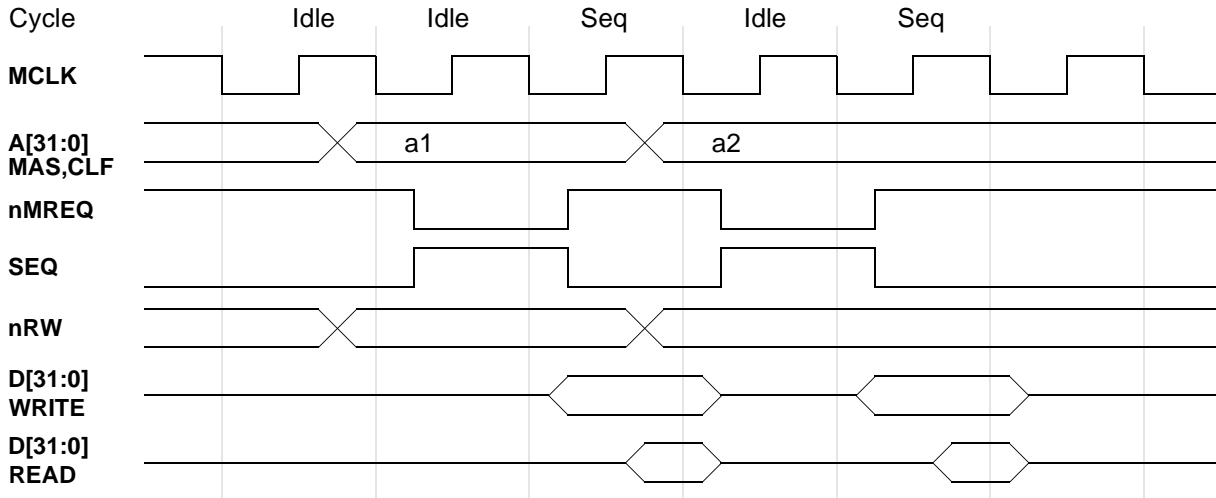 Cycle Idle Idle Seq Idle Seq
MCLK
A[31:0] a1 a2
MAS,CLF
nMREQ
SEQ
nRW
D[31:0]
WRITE
D[31:0]
READ